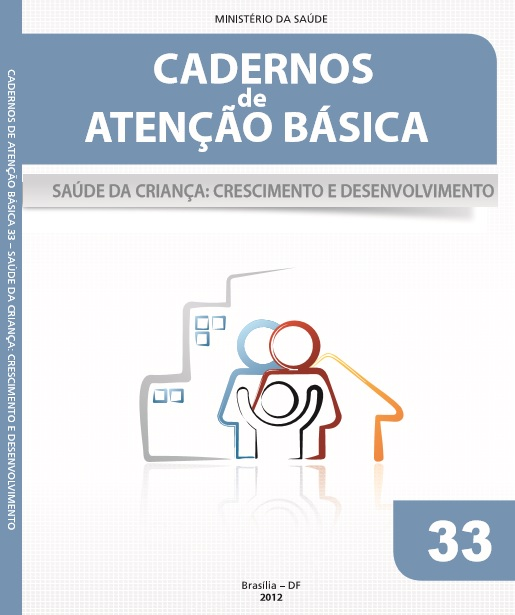 MINISTÉRIO DA SAÚDE
CADERNOS
de
ATENÇÃO BÁSICA
SAÚDE DA CRIANÇA: CRESCIMENTO E DESENVOLVIMENTO
CADERNOS DE ATENÇÃO BÁSICA 33 – SAÚDE DA CRIANÇA: CRESCIMENTO E DESENVOLVIMENTO
33
Brasília – DF
2012